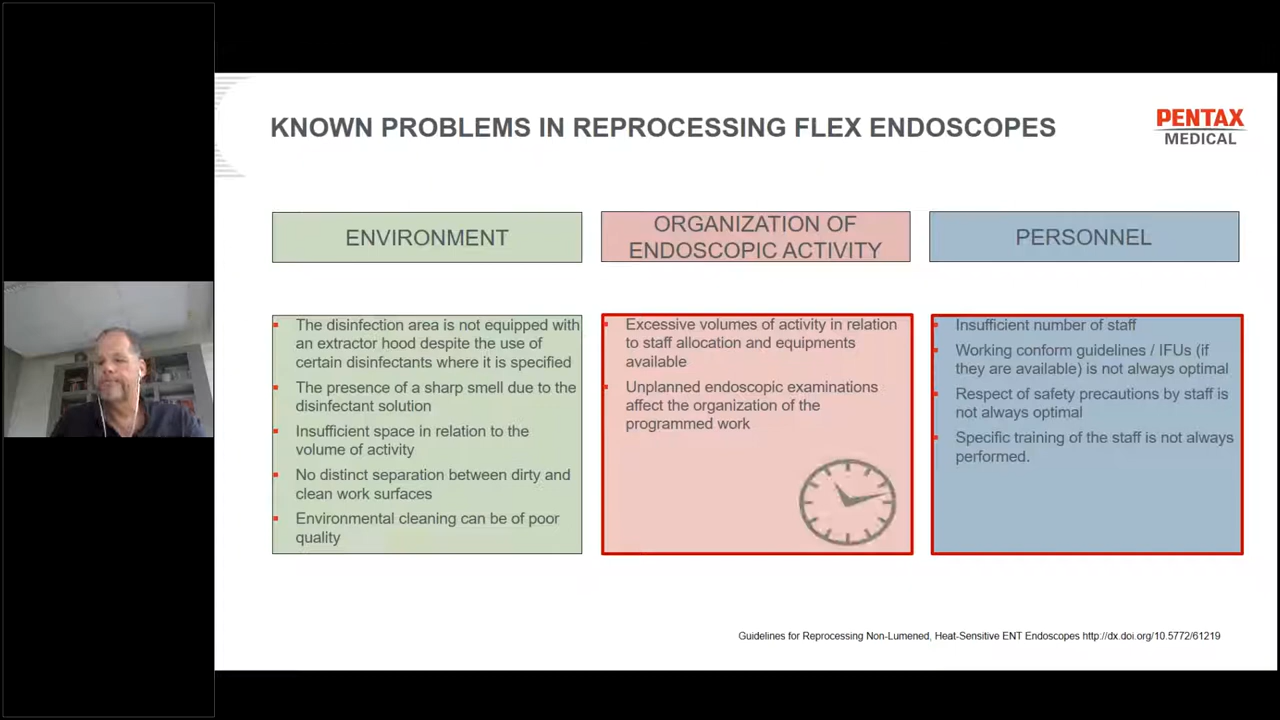 KNOWN PROBLEMS IN REPROCESSING FLEX ENDOSCOPES
PENTAX
MEDICAL
ENVIRONMENT
The disinfection area is not equipped with
an extractor hood despite the use of
certain disinfectants where it is specified
The presence of a sharp smell due to the
disinfectant solution
Insufficient space in relation to the
volume of activity
No distinct separation between dirty and
clean work surfaces
Environmental cleaning can be of poor
quality
ORGANIZATION OF
ENDOSCOPIC ACTIVITY
Excessive volumes of activity in relation
to staff allocation and equipments
available
Unplanned endoscopic examinations
affect the organization of the
programmed work
PERSONNEL
Insufficient number of staff
Working conform guidelines / IFUs (if
they are available) is not always optimal
Respect of safety precautions by staff is
not always optimal
Specific training of the staff is not always
performed.
Guidelines for Reprocessing Non-Lumened, Heat-Sensitive ENT Endoscopes http://dx.doi.org/10.5772/61219